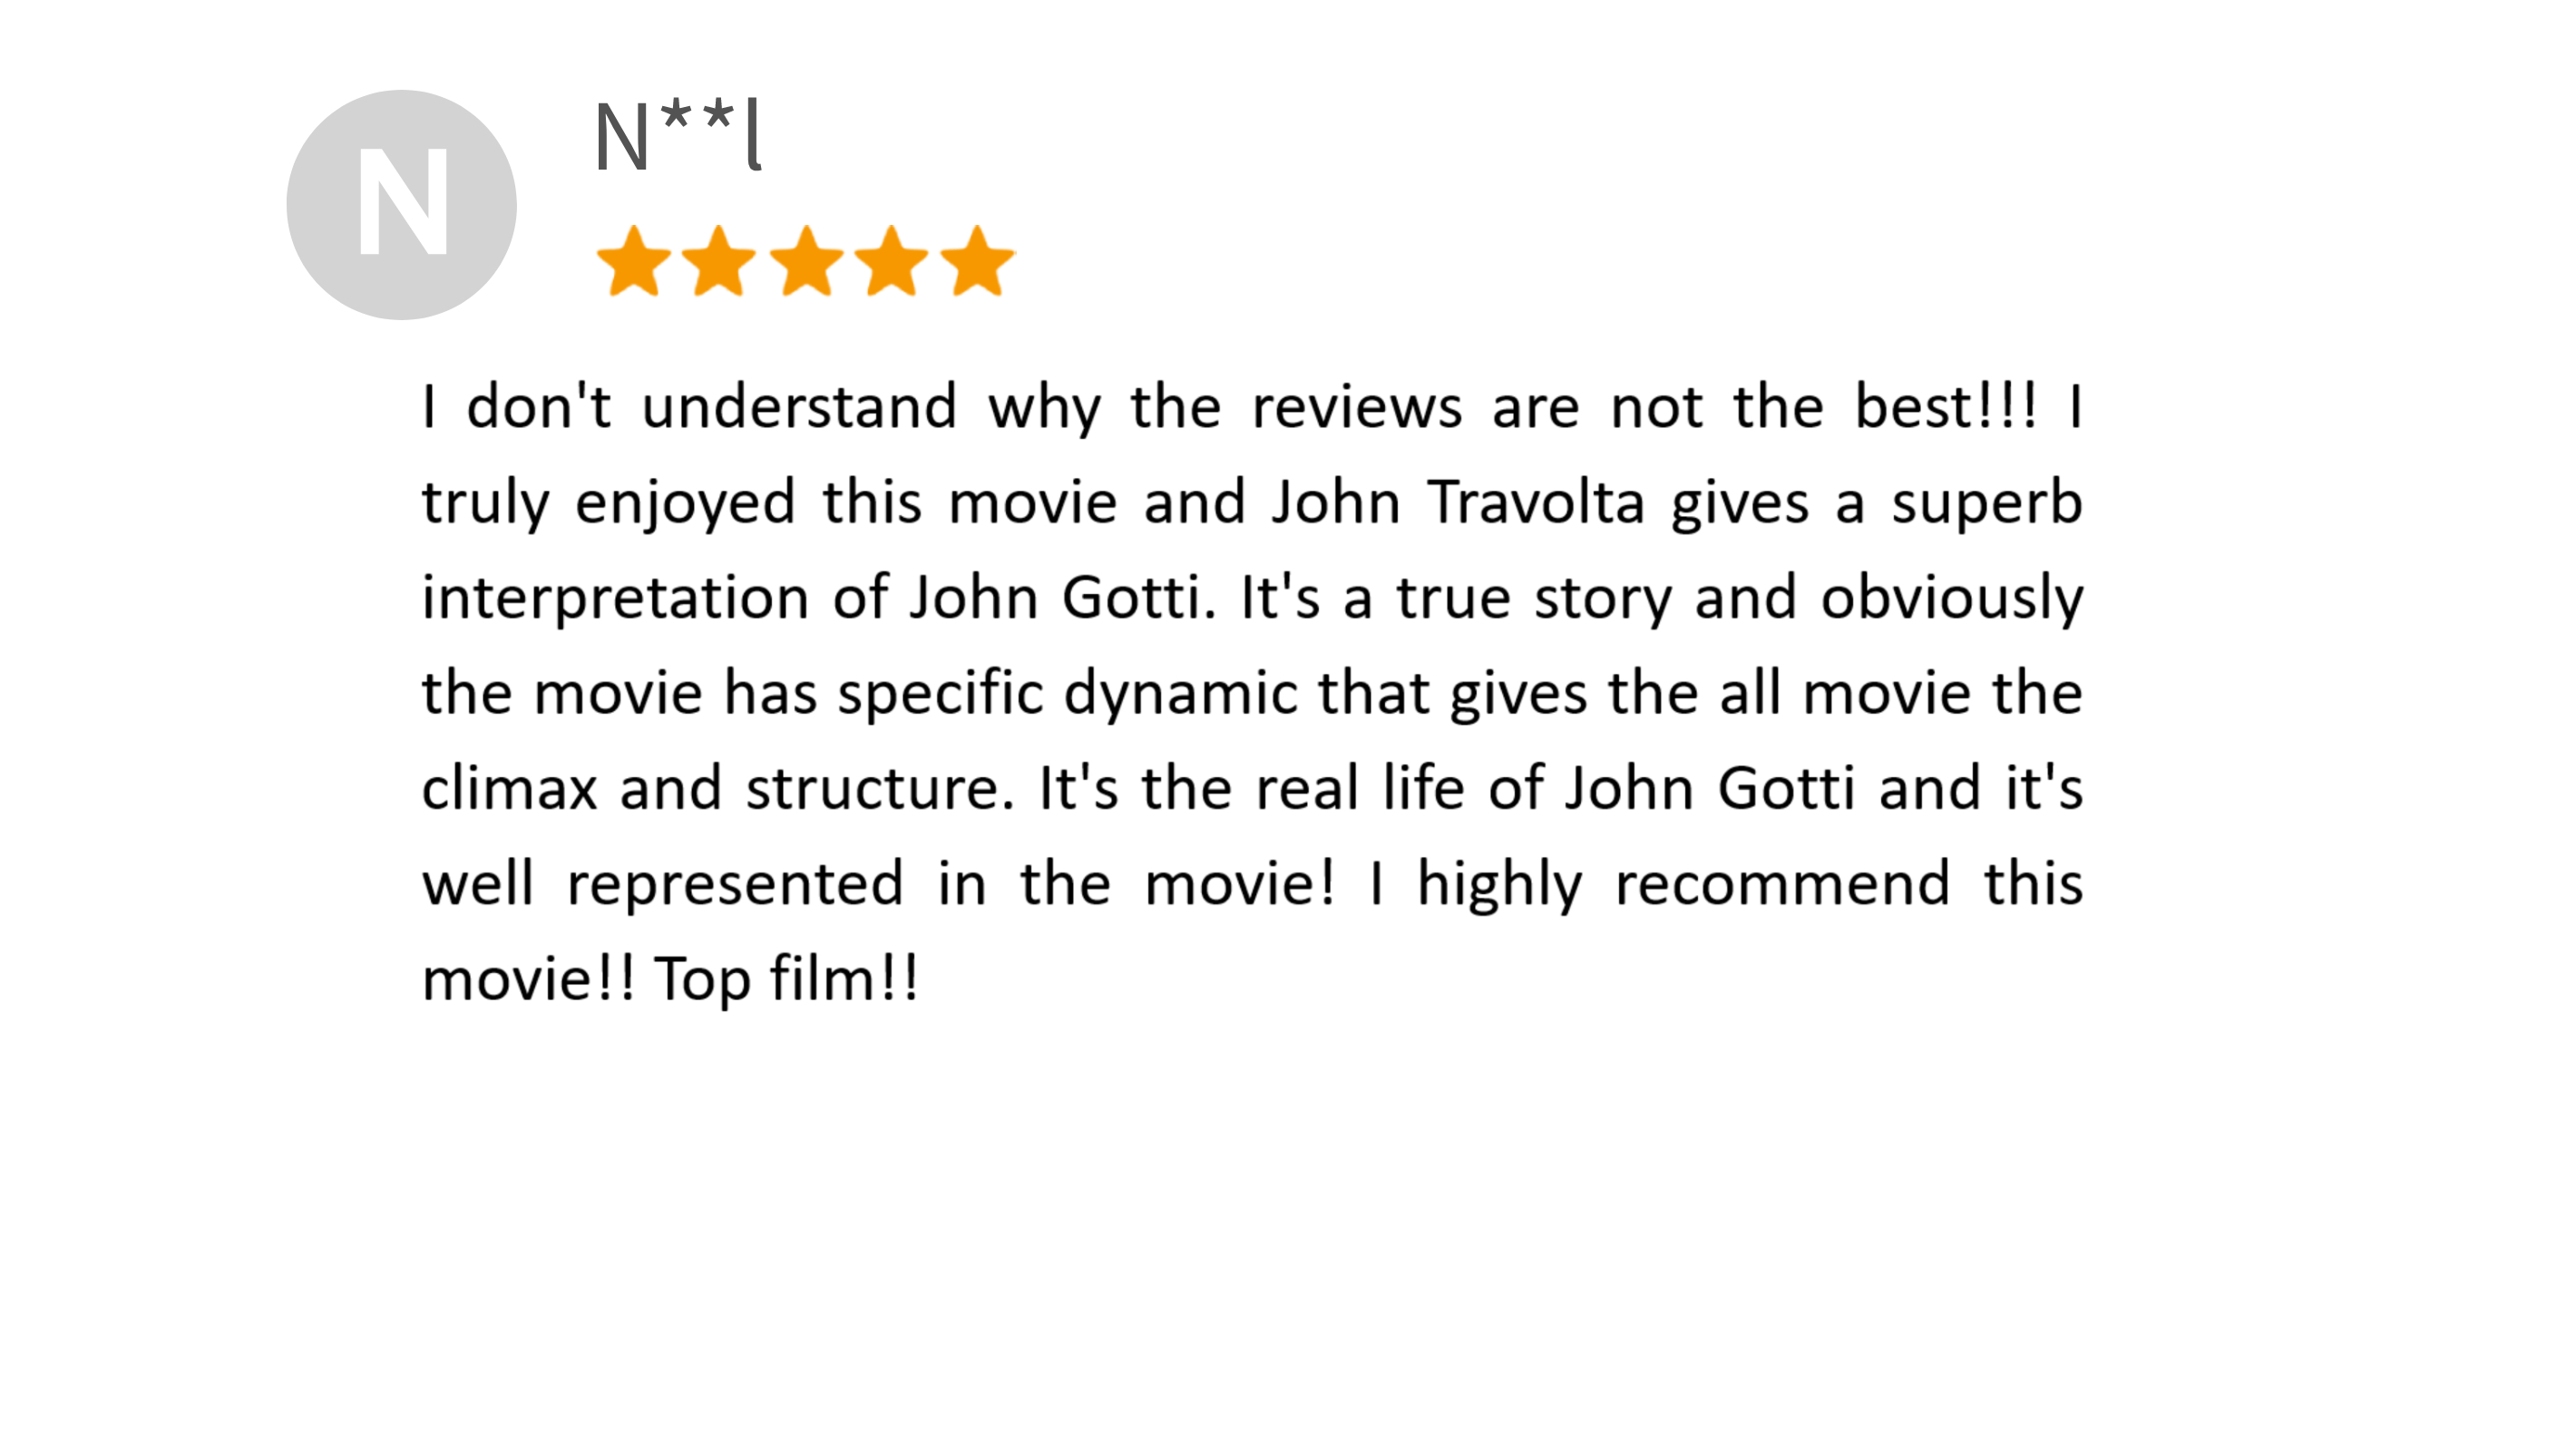 N
N**l
I don't understand why the reviews are not the best!!! I
truly enjoyed this movie and John Travolta gives a superb
interpretation of John Gotti. It's a true story and obviously
the movie has specific dynamic that gives the all movie the
climax and structure. It's the real life of John Gotti and it's
well represented in the movie! I highly recommend this
movie!! Top film!!